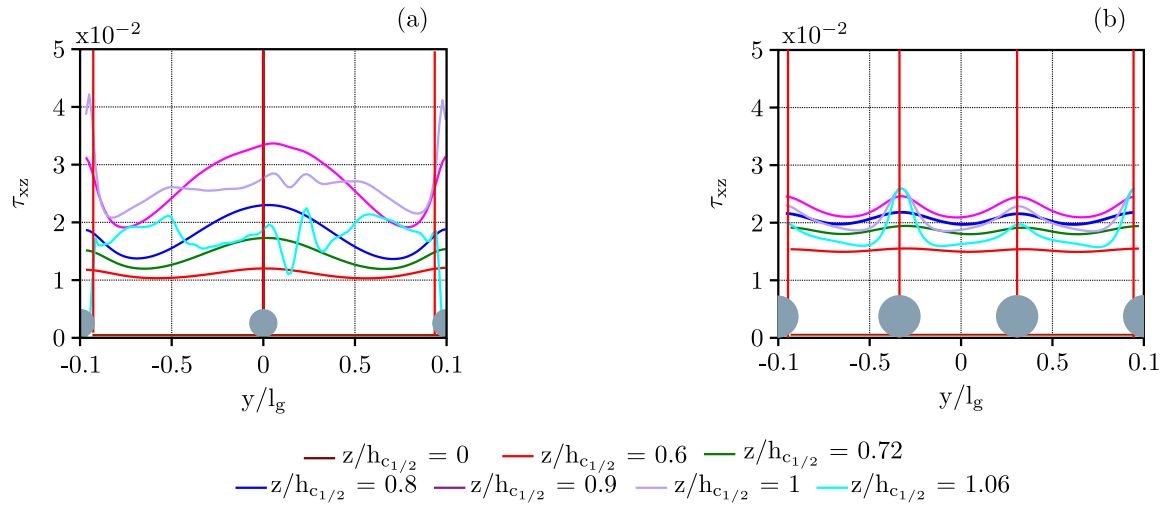 (a)
x10⁻²
5
4
3
2
1
0
τxz
-0.1 -0.5 0 0.5 0.1
y/lg
(b)
x10⁻²
5
4
3
2
1
0
τxz
-0.1 -0.5 0 0.5 0.1
y/lg
z/hc1/2 = 0 z/hc1/2 = 0.6 z/hc1/2 = 0.72
z/hc1/2 = 0.8 z/hc1/2 = 0.9 z/hc1/2 = 1 z/hc1/2 = 1.06